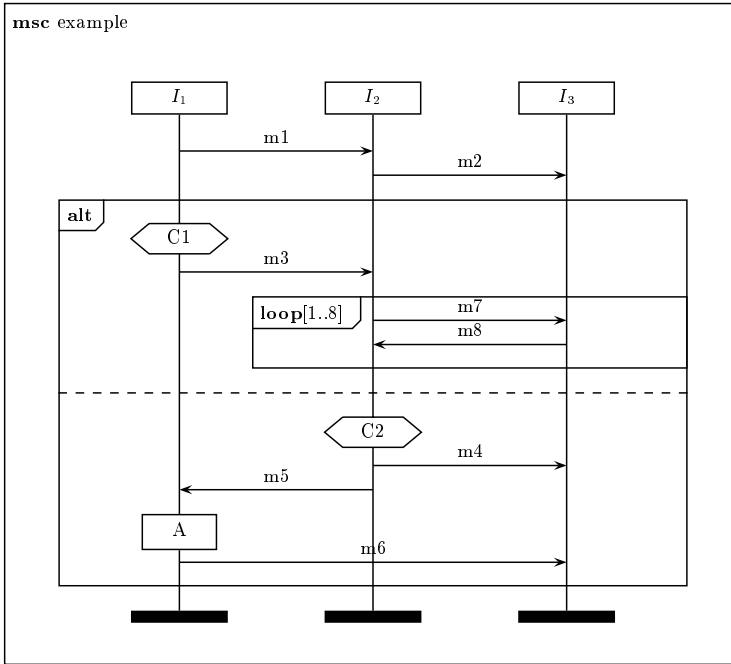 msc example
I₁ I₂ I₃
m1
m2
alt
C1
m3
m7
loop[1..8]
m8
C2
m4
m5
A
m6